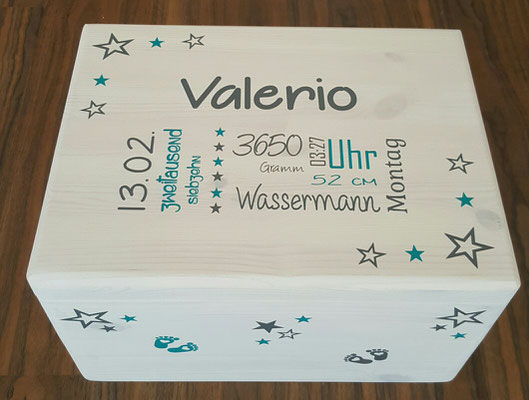 Valerio
13.02.
zweitausend
siebzehn
3650
Gramm
03:27
Uhr
52 cm
Wassermann
Montag